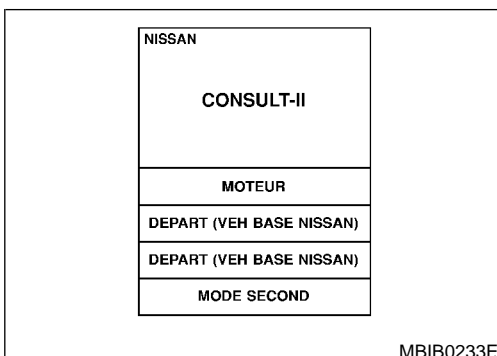 NISSAN
CONSULT-II
MOTEUR
DEPART (VEH BASE NISSAN)
DEPART (VEH BASE NISSAN)
MODE SECOND
MBIB0233E